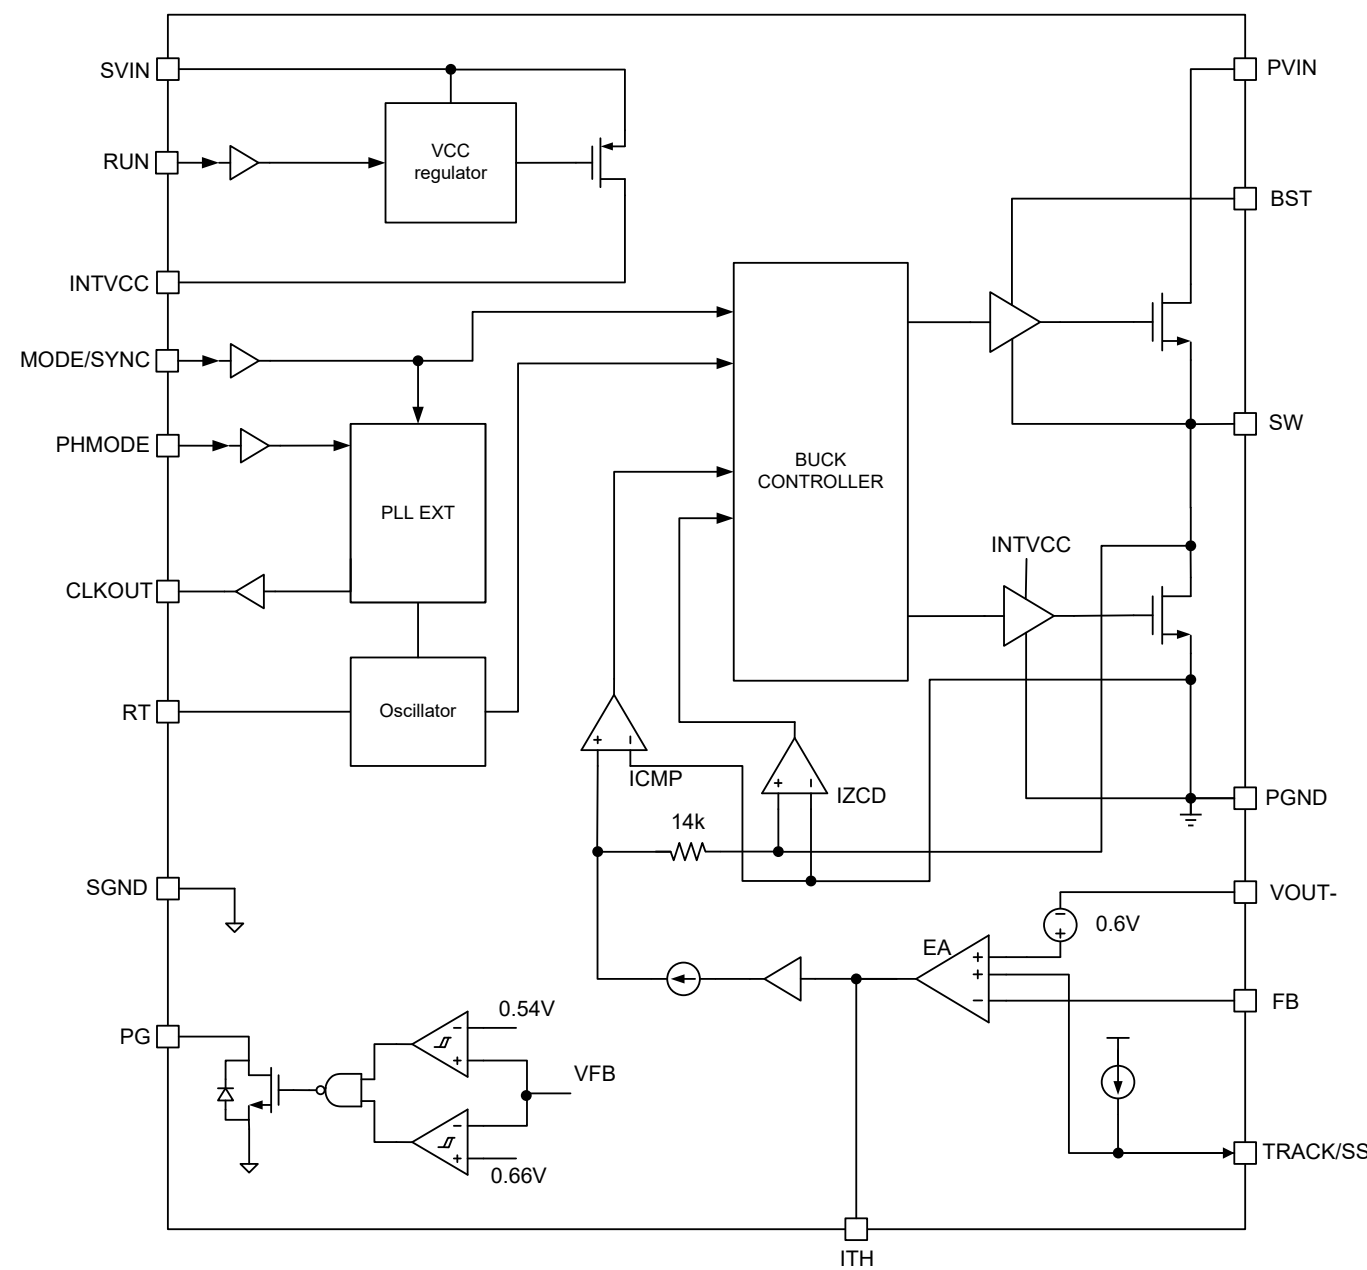 SVIN
PVIN
VCC
regulator
RUN
BST
INTVCC
MODE/SYNC
SW
PHMODE
BUCK
CONTROLLER
PLL EXT
INTVCC
CLKOUT
RT
Oscillator
+ −
ICMP
+ −
IZCD
PGND
14k
SGND
VOUT-
−
+
0.6V
EA
+
+
−
FB
PG
0.54V
−
+
VFB
−
+
0.66V
TRACK/SS
ITH